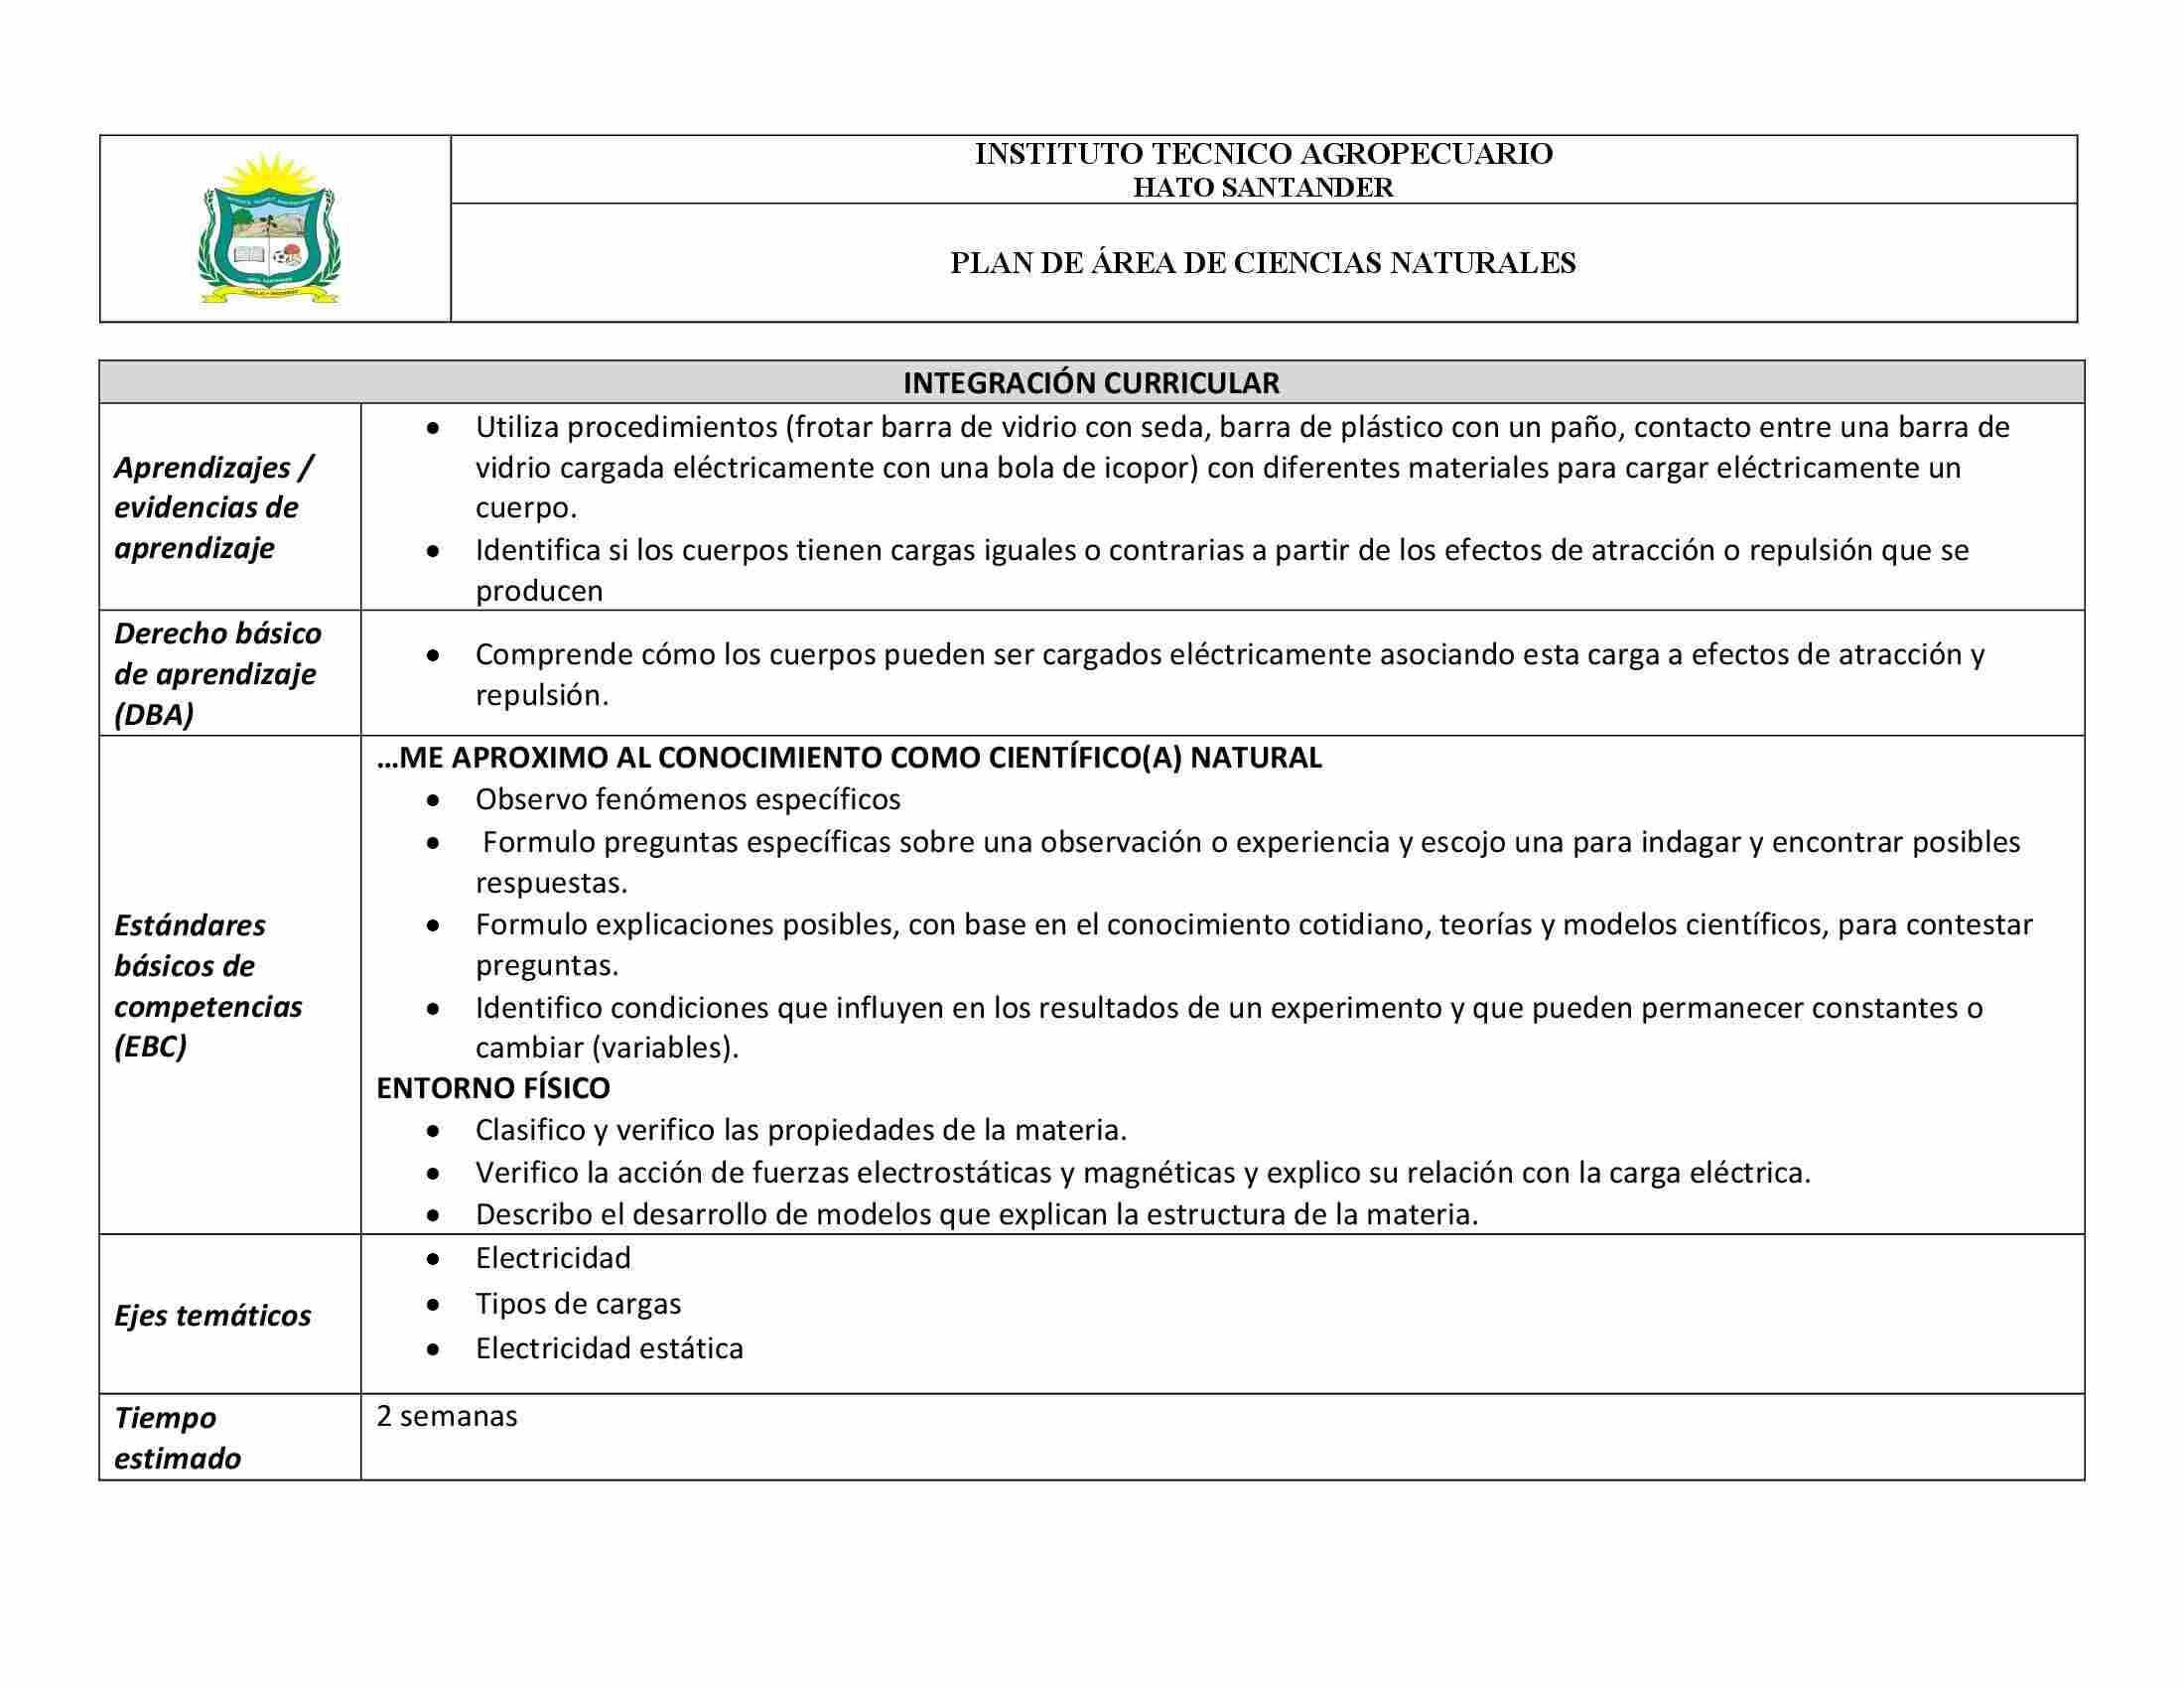 INSTITUTO TECNICO AGROPECUARIO
HATO SANTANDER
PLAN DE ÁREA DE CIENCIAS NATURALES
INTEGRACIÓN CURRICULAR
Aprendizajes /
evidencias de
aprendizaje
• Utiliza procedimientos (frotar barra de vidrio con seda, barra de plástico con un paño, contacto entre una barra de
vidrio cargada eléctricamente con una bola de icopor) con diferentes materiales para cargar eléctricamente un
cuerpo.
• Identifica si los cuerpos tienen cargas iguales o contrarias a partir de los efectos de atracción o repulsión que se
producen
Derecho básico
de aprendizaje
(DBA)
• Comprende cómo los cuerpos pueden ser cargados eléctricamente asociando esta carga a efectos de atracción y
repulsión.
Estándares
básicos de
competencias
(EBC)
…ME APROXIMO AL CONOCIMIENTO COMO CIENTÍFICO(A) NATURAL
• Observo fenómenos específicos
• Formulo preguntas específicas sobre una observación o experiencia y escojo una para indagar y encontrar posibles
respuestas.
• Formulo explicaciones posibles, con base en el conocimiento cotidiano, teorías y modelos científicos, para contestar
preguntas.
• Identifico condiciones que influyen en los resultados de un experimento y que pueden permanecer constantes o
cambiar (variables).
ENTORNO FÍSICO
• Clasifico y verifico las propiedades de la materia.
• Verifico la acción de fuerzas electrostáticas y magnéticas y explico su relación con la carga eléctrica.
• Describo el desarrollo de modelos que explican la estructura de la materia.
Ejes temáticos
• Electricidad
• Tipos de cargas
• Electricidad estática
Tiempo
estimado
2 semanas